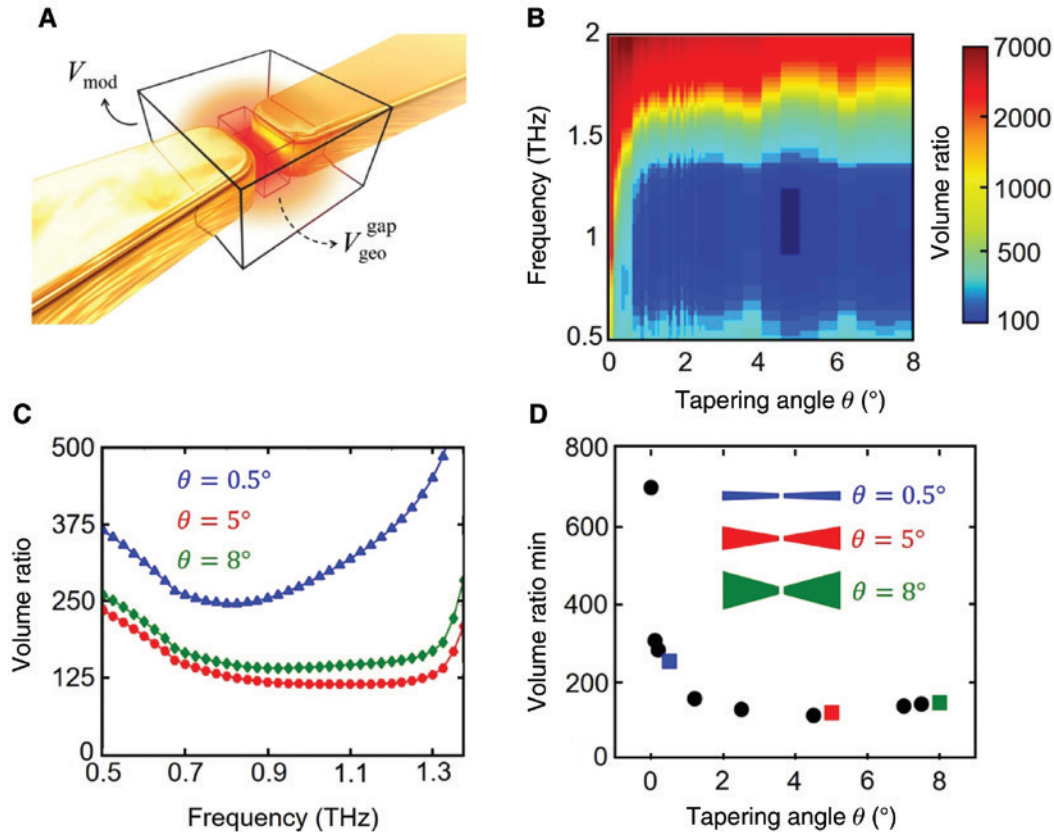 A
V_mod
V_geo^gap
B
2
1.5
1
0.5
0 2 4 6 8
Frequency (THz)
Tapering angle θ (°)
7000
2000
1000
500
100
Volume ratio
C
500
375
250
125
0
0.5 0.7 0.9 1.1 1.3
Volume ratio
Frequency (THz)
θ = 0.5°
θ = 5°
θ = 8°
D
800
600
400
200
0
0 2 4 6 8
Volume ratio min
Tapering angle θ (°)
θ = 0.5°
θ = 5°
θ = 8°